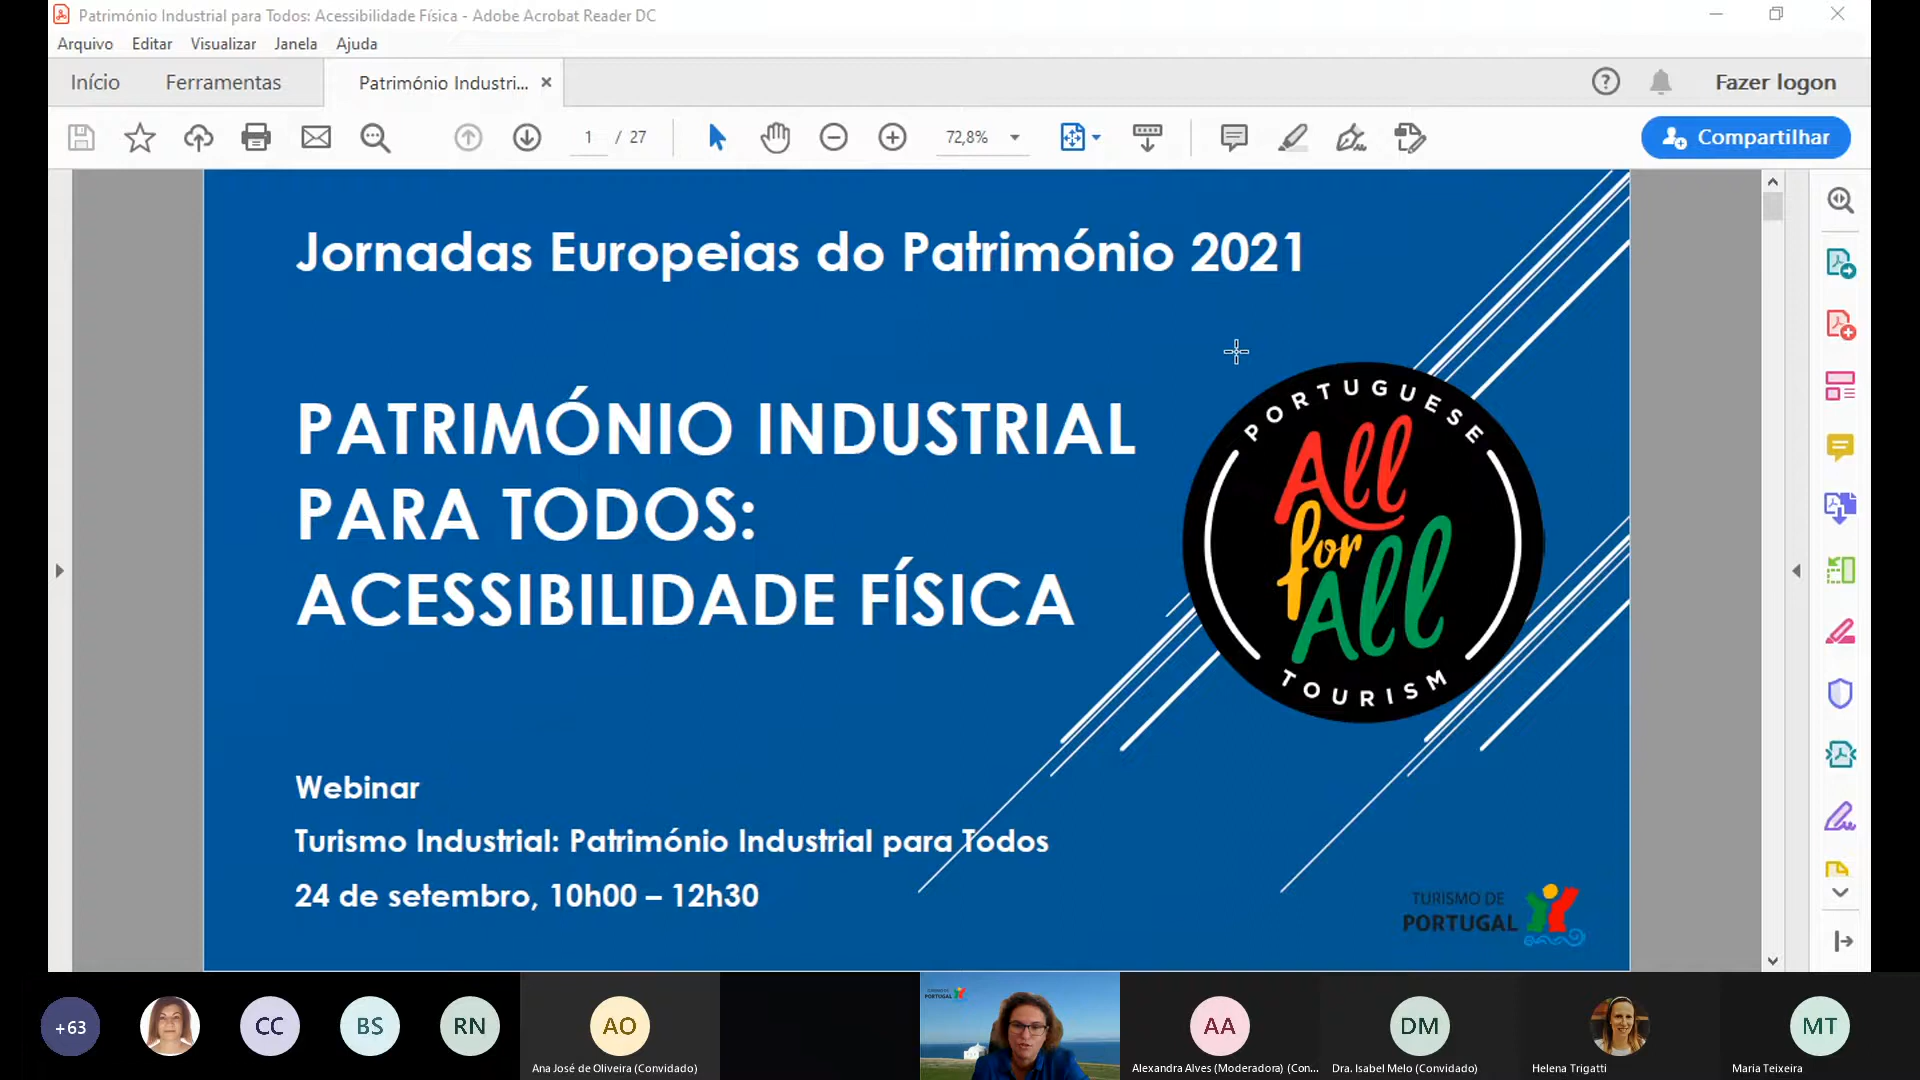 Património Industrial para Todos: Acessibilidade Física - Adobe Acrobat Reader DC
Arquivo Editar Visualizar Janela Ajuda
Início Ferramentas Património Industri... Fazer logon
1 / 27 72,8% Compartilhar
Jornadas Europeias do Património 2021
PATRIMÓNIO INDUSTRIAL
PARA TODOS:
ACESSIBILIDADE FÍSICA
PORTUGUESE
All
for
All
TOURISM
Webinar
Turismo Industrial: Património Industrial para Todos
24 de setembro, 10h00 – 12h30
TURISMO DE
PORTUGAL
+63 CC BS RN AO AA DM MT
TURISMO DE
PORTUGAL
Ana José de Oliveira (Convidado) Alexandra Alves (Moderadora) (Con... Dra. Isabel Melo (Convidado) Helena Trigatti Maria Teixeira